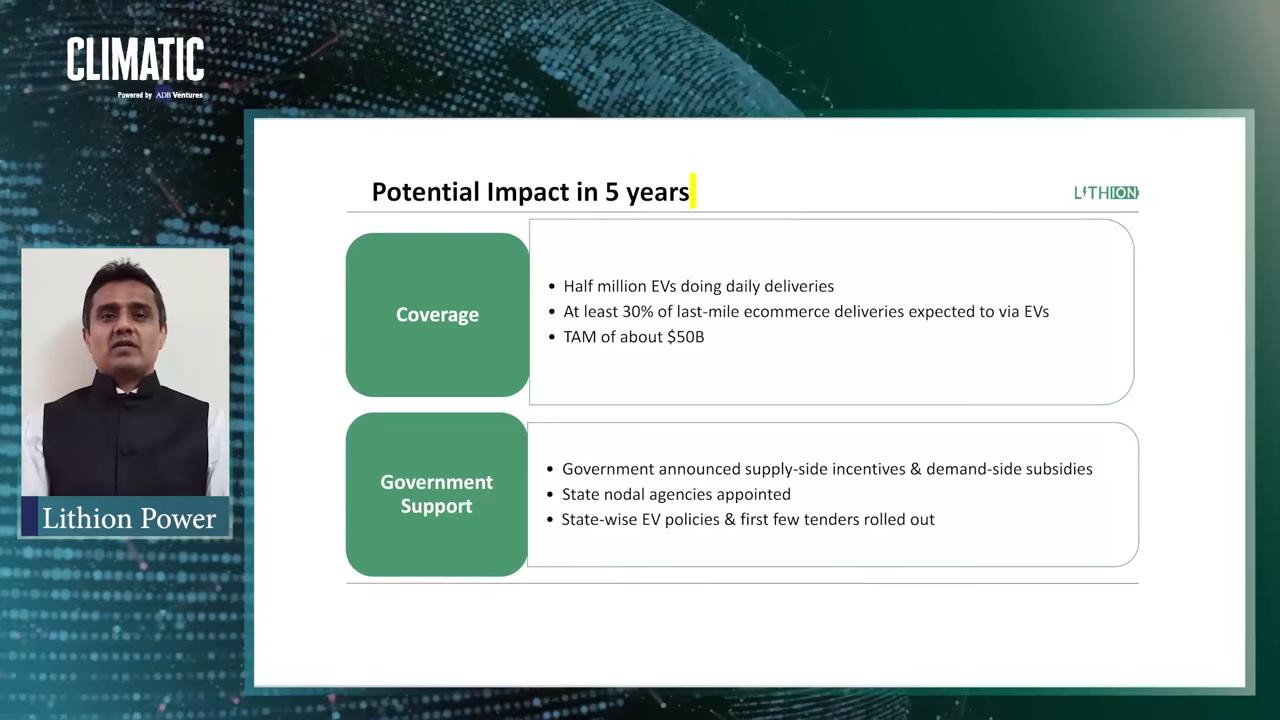 CLIMATIC
Powered by ADB Ventures
Potential Impact in 5 years
LITHION
Coverage
• Half million EVs doing daily deliveries
• At least 30% of last-mile ecommerce deliveries expected to via EVs
• TAM of about $50B
Government
Support
• Government announced supply-side incentives & demand-side subsidies
• State nodal agencies appointed
• State-wise EV policies & first few tenders rolled out
Lithion Power